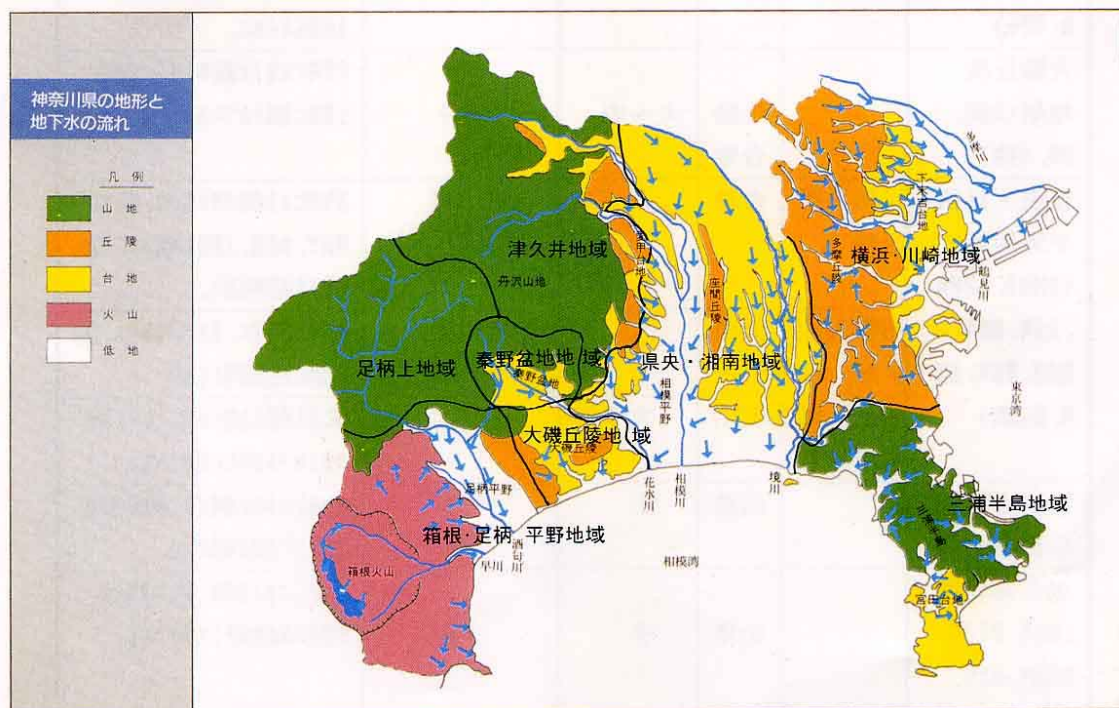 神奈川県の地形と
地下水の流れ
凡例
山地
丘陵
台地
火山
低地
津久井地域
丹沢山地
足柄上地域
秦野盆地地域
秦野盆地
大磯丘陵地域
大磯丘陵
足柄平野
箱根・足柄平野地域
箱根火山
早川
酒匂川
花水川
相模川
境川
相模湾
県央・湘南地域
相模平野
座間丘陵
横浜・川崎地域
多摩丘陵
下末吉台地
多摩川
鶴見川
東京湾
三浦半島地域
三浦半島
宮田台地